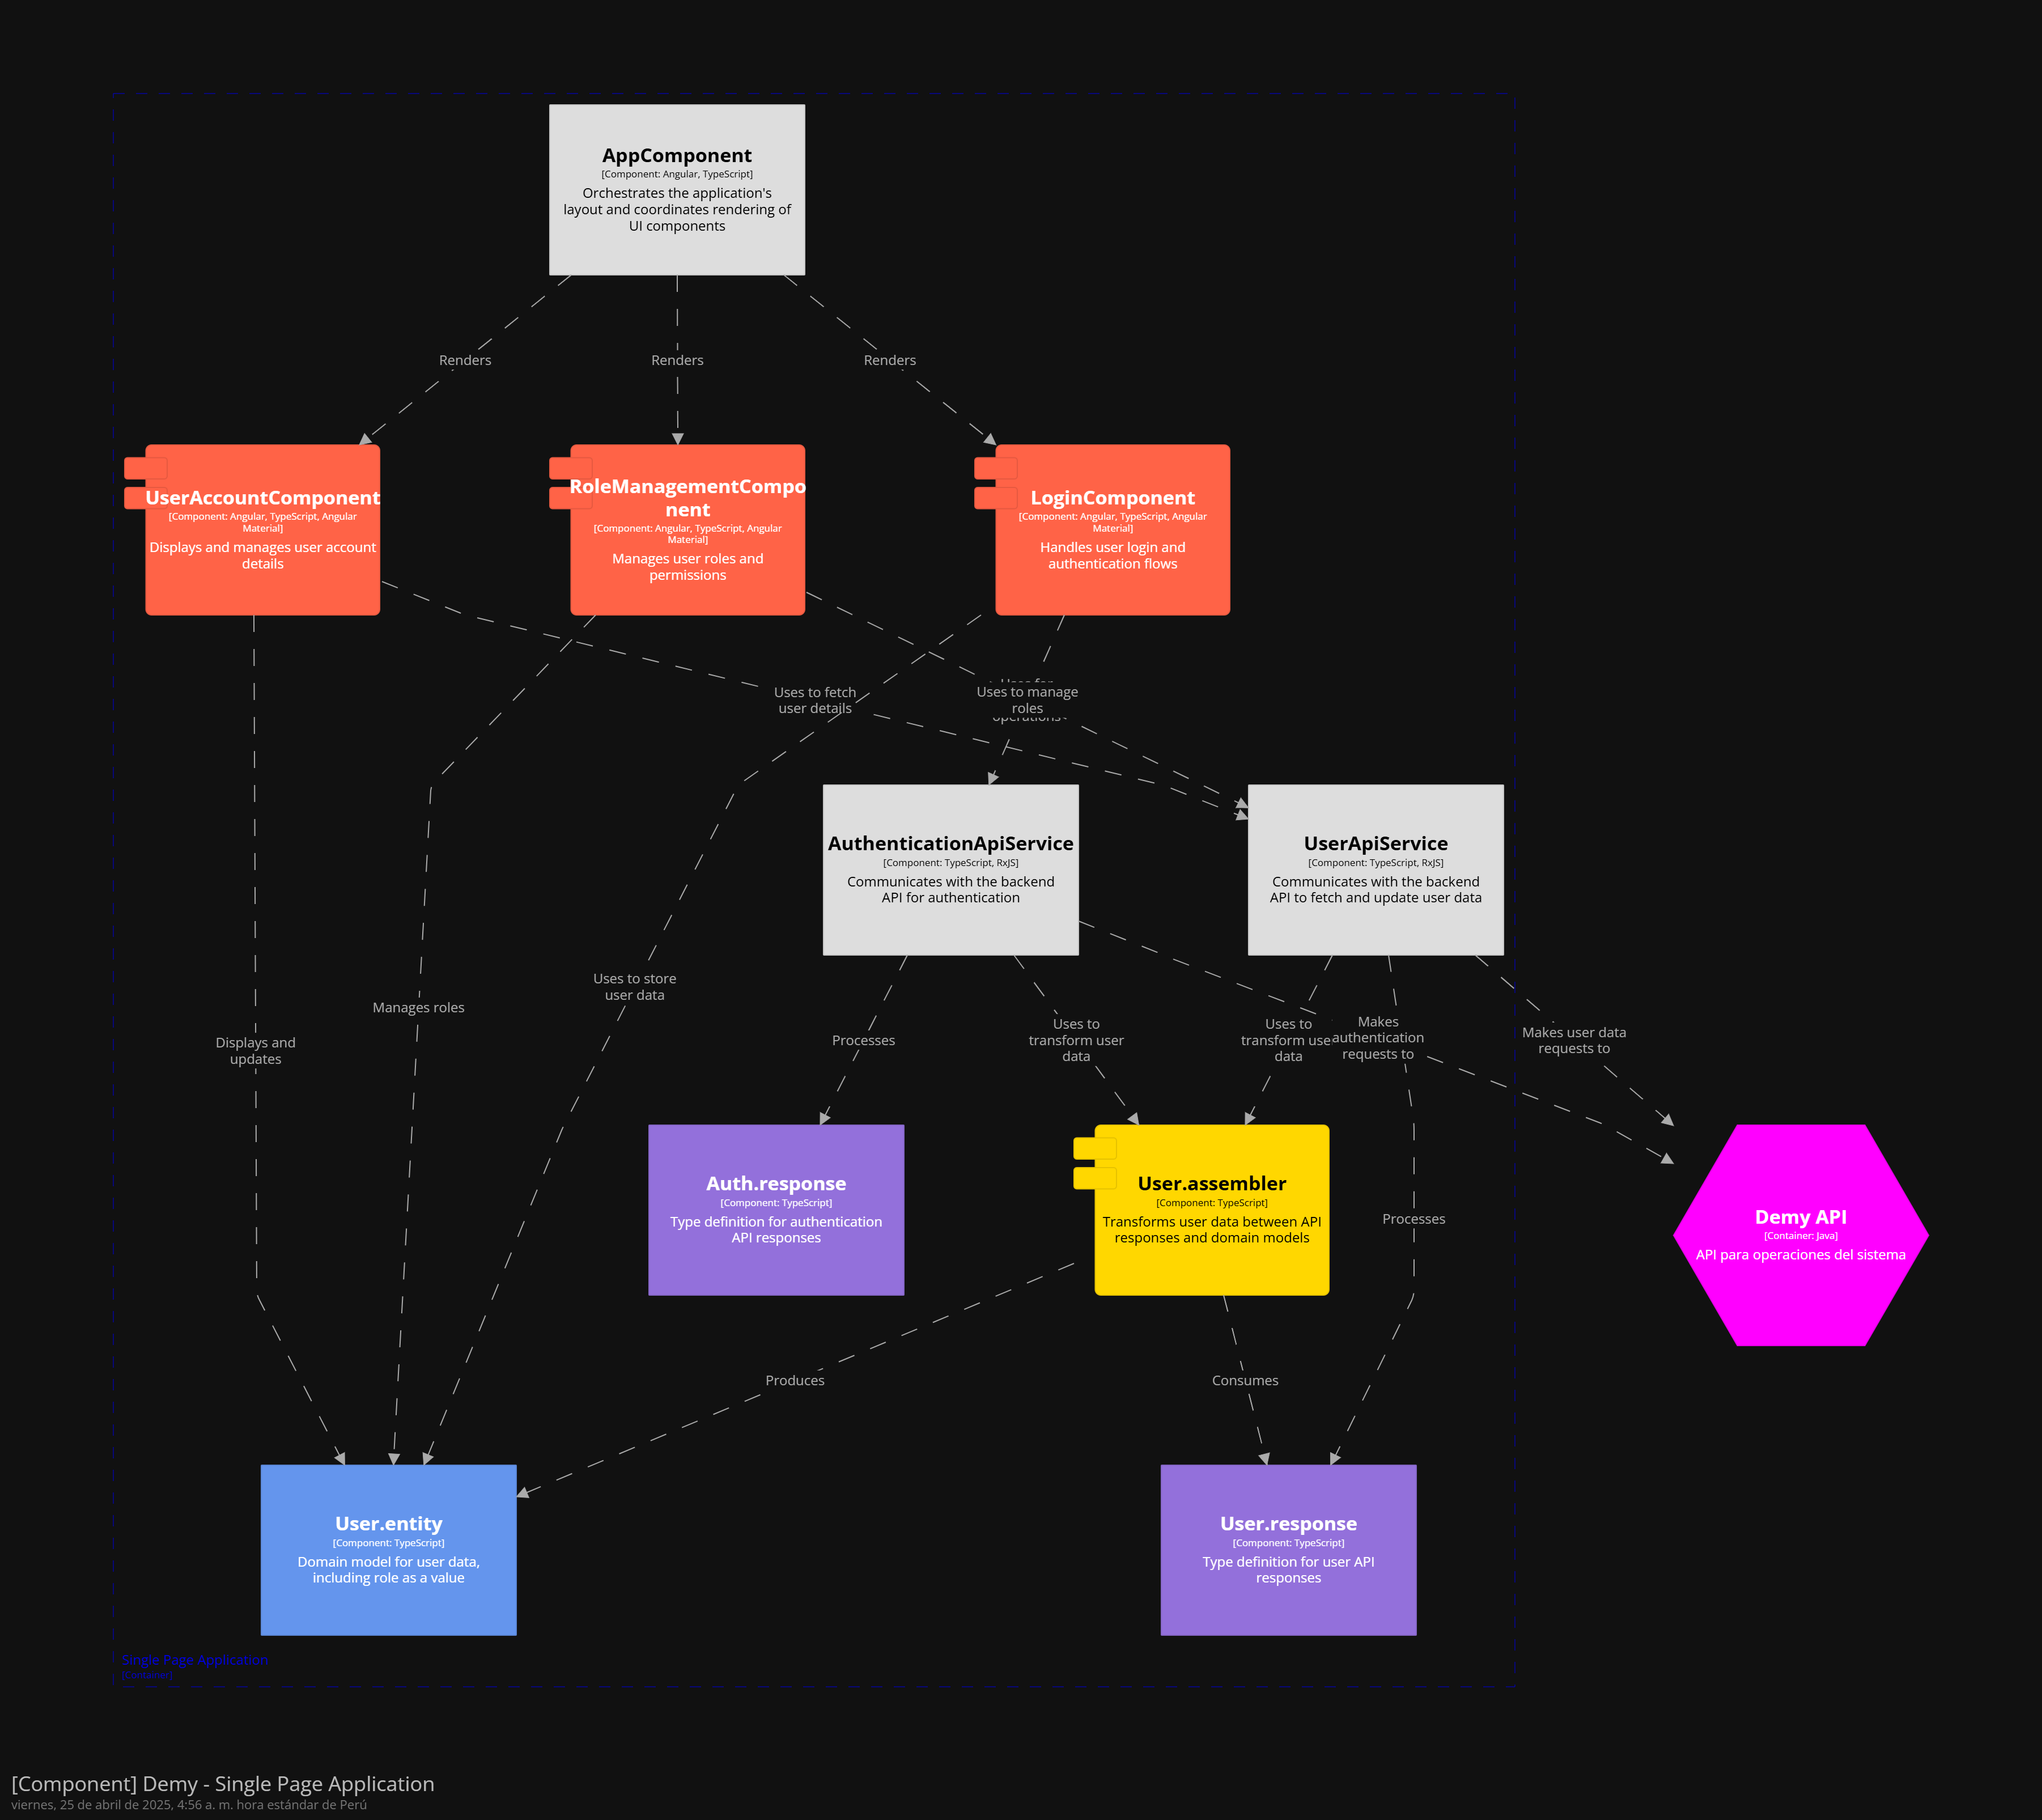 AppComponent
[Component: Angular, TypeScript]
Orchestrates the application's
layout and coordinates rendering of
UI components
Renders
Renders
Renders
UserAccountComponent
[Component: Angular, TypeScript, Angular
Material]
Displays and manages user account
details
RoleManagementCompo
nent
[Component: Angular, TypeScript, Angular
Material]
Manages user roles and
permissions
LoginComponent
[Component: Angular, TypeScript, Angular
Material]
Handles user login and
authentication flows
Uses to fetch
user details
Uses for
Uses to manage
roles
operations
AuthenticationApiService
[Component: TypeScript, RxJS]
Communicates with the backend
API for authentication
UserApiService
[Component: TypeScript, RxJS]
Communicates with the backend
API to fetch and update user data
Displays and
updates
Manages roles
Uses to store
user data
Processes
Uses to
transform user
data
Uses to
transform use
data
Makes
authentication
requests to
Makes user data
requests to
Auth.response
[Component: TypeScript]
Type definition for authentication
API responses
User.assembler
[Component: TypeScript]
Transforms user data between API
responses and domain models
Processes
Demy API
[Container: Java]
API para operaciones del sistema
Produces
Consumes
User.entity
[Component: TypeScript]
Domain model for user data,
including role as a value
User.response
[Component: TypeScript]
Type definition for user API
responses
Single Page Application
[Container]
[Component] Demy - Single Page Application
viernes, 25 de abril de 2025, 4:56 a. m. hora estándar de Perú